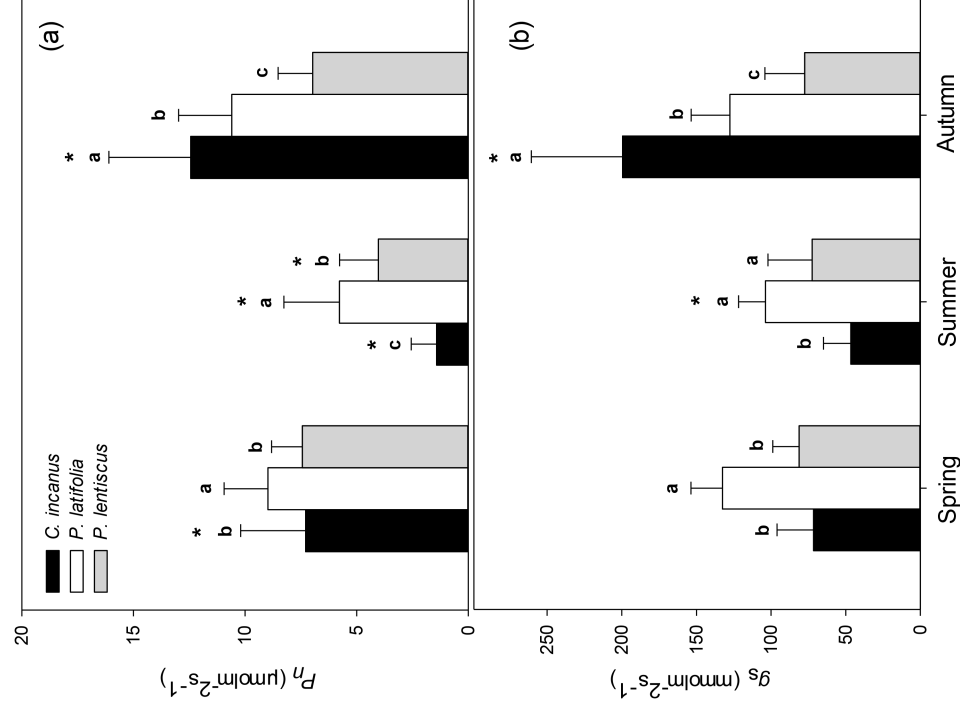 (a)
C. incanus
P. latifolia
P. lentiscus
20
15
10
5
0
Pₙ (µmolm⁻²s⁻¹)
*
b
a
b
*
c
*
a
*
b
*
a
b
c
(b)
250
200
150
100
50
0
gₛ (mmolm⁻²s⁻¹)
b
a
b
b
*
a
a
*
a
b
c
Spring
Summer
Autumn